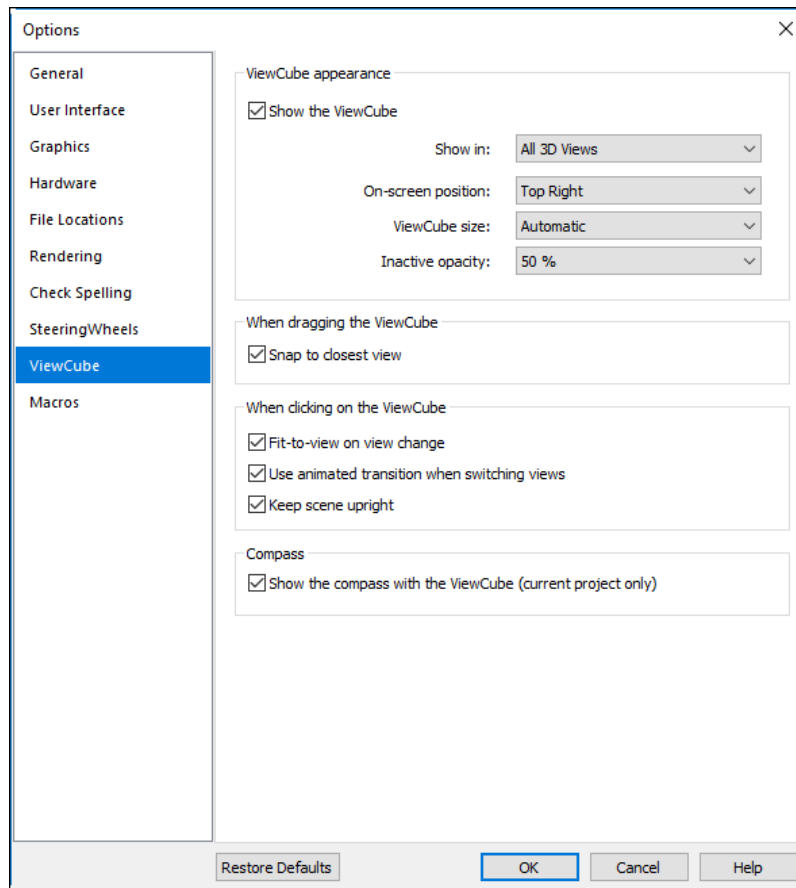 Options
General
User Interface
Graphics
Hardware
File Locations
Rendering
Check Spelling
SteeringWheels
ViewCube
Macros
ViewCube appearance
Show the ViewCube
Show in: All 3D Views
On-screen position: Top Right
ViewCube size: Automatic
Inactive opacity: 50 %
When dragging the ViewCube
Snap to closest view
When clicking on the ViewCube
Fit-to-view on view change
Use animated transition when switching views
Keep scene upright
Compass
Show the compass with the ViewCube (current project only)
Restore Defaults OK Cancel Help